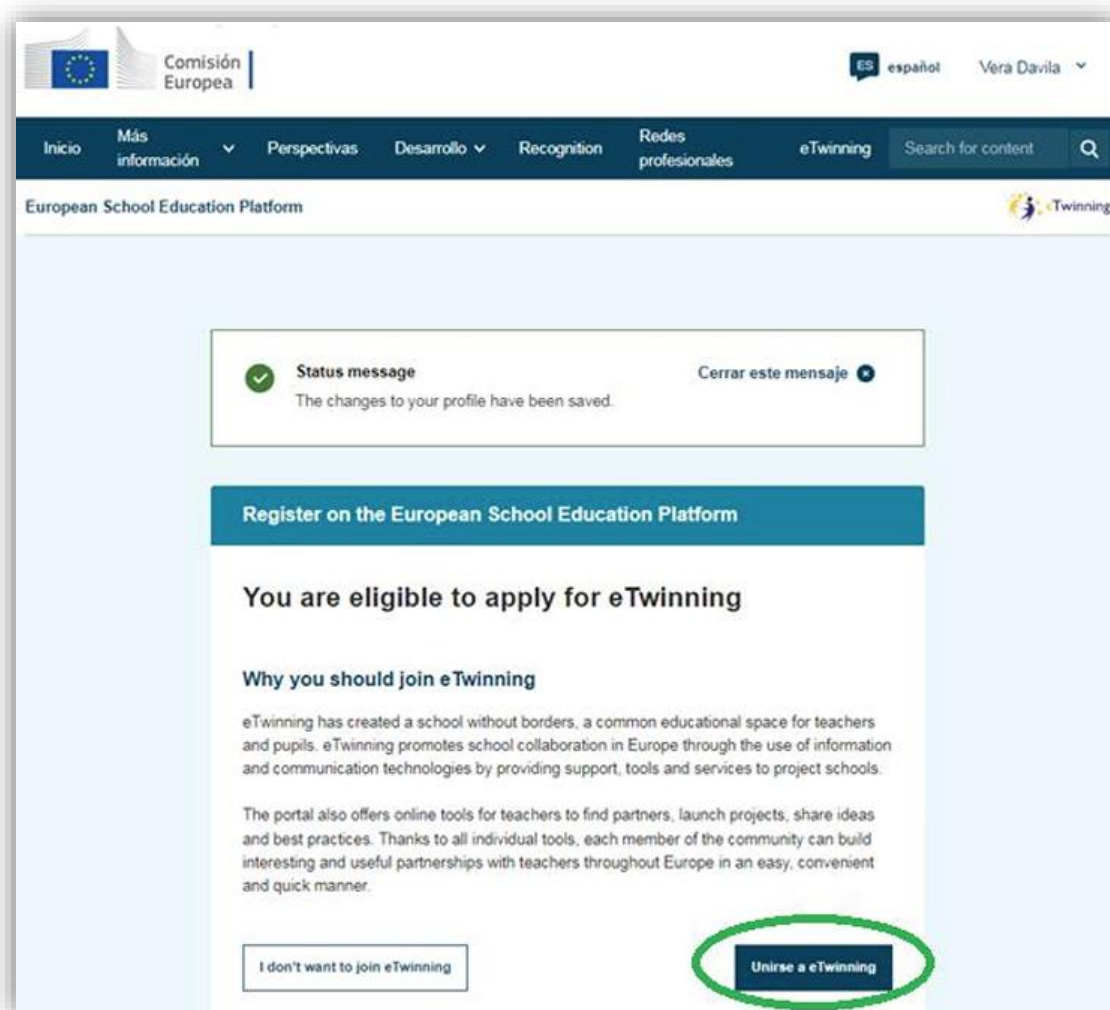 Comisión
Europea
ES español
Vera Davila
Inicio
Más
información
Perspectivas
Desarrollo
Recognition
Redes
profesionales
eTwinning
Search for content
European School Education Platform
eTwinning
Status message
Cerrar este mensaje
The changes to your profile have been saved.
Register on the European School Education Platform
You are eligible to apply for eTwinning
Why you should join eTwinning
eTwinning has created a school without borders, a common educational space for teachers
and pupils. eTwinning promotes school collaboration in Europe through the use of information
and communication technologies by providing support, tools and services to project schools.
The portal also offers online tools for teachers to find partners, launch projects, share ideas
and best practices. Thanks to all individual tools, each member of the community can build
interesting and useful partnerships with teachers throughout Europe in an easy, convenient
and quick manner.
I don't want to join eTwinning
Unirse a eTwinning